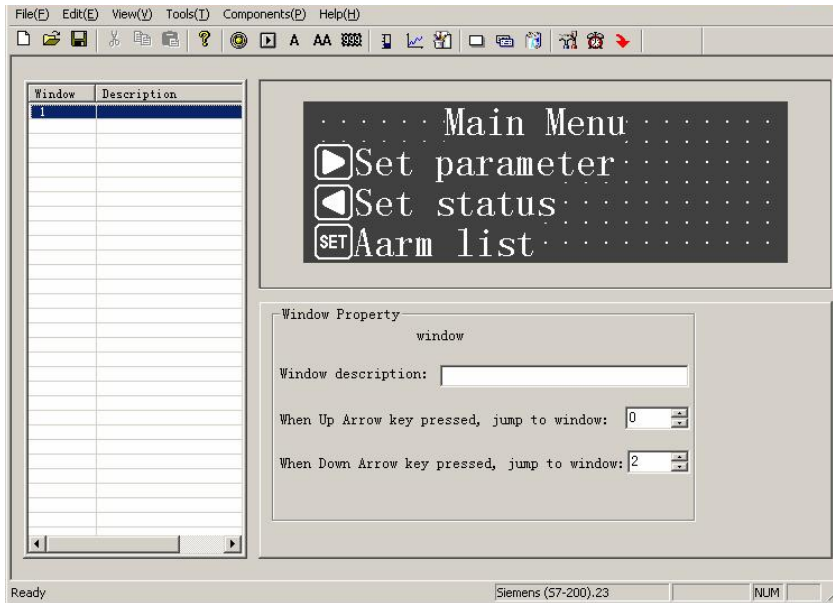 File(F) Edit(E) View(V) Tools(T) Components(P) Help(H)
A AA
Window Description
1
Main Menu
Set parameter
Set status
SET Aarm list
Window Property
window
Window description:
When Up Arrow key pressed, jump to window: 0
When Down Arrow key pressed, jump to window: 2
Ready Siemens (S7-200).23 NUM